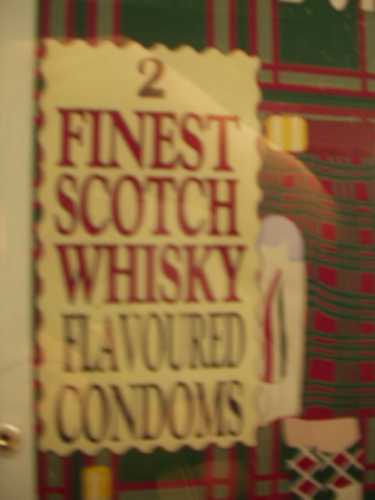 2
FINEST
SCOTCH
WHISKY
FLAVOURED
CONDOMS